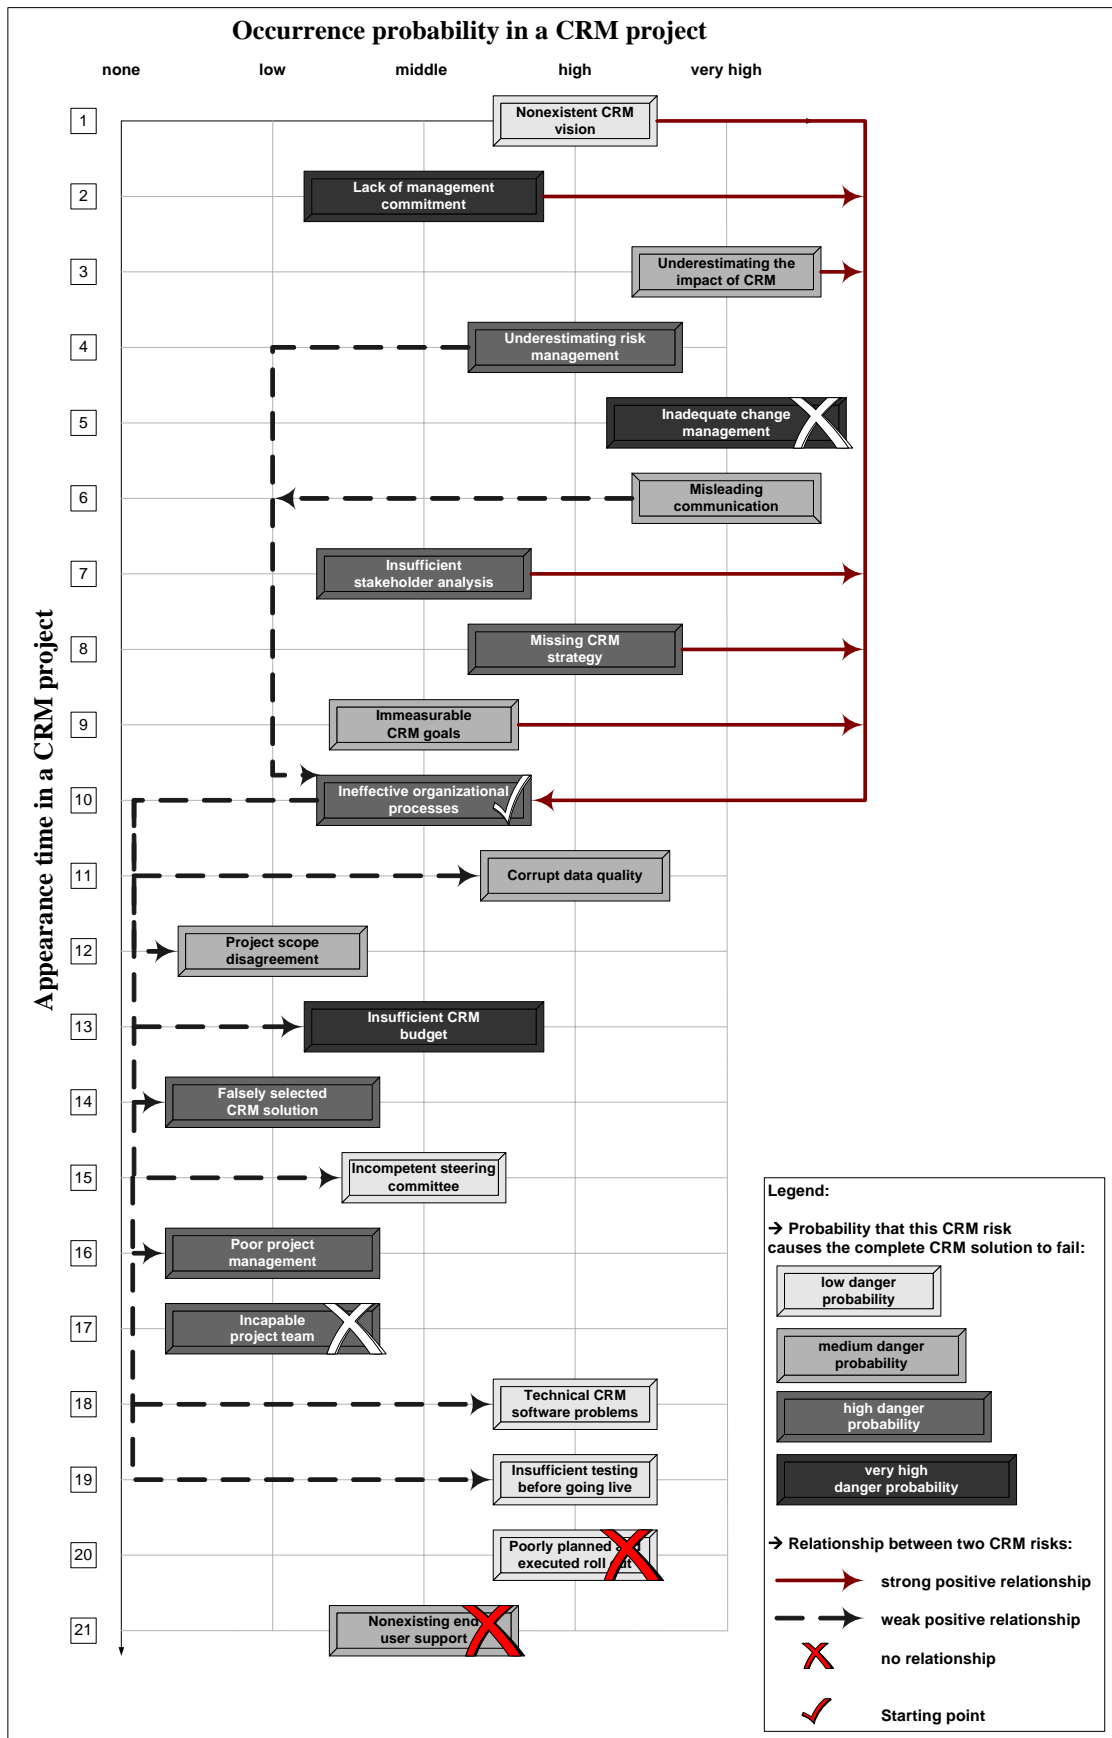 Occurrence probability in a CRM project
none low middle high very high
Appearance time in a CRM project
1
Nonexistent CRM
vision
2
Lack of management
commitment
3
Underestimating the
impact of CRM
4
Underestimating risk
management
5
Inadequate change
management
6
Misleading
communication
7
Insufficient
stakeholder analysis
8
Missing CRM
strategy
9
Immeasurable
CRM goals
10
Ineffective organizational
processes
11
Corrupt data quality
12
Project scope
disagreement
13
Insufficient CRM
budget
14
Falsely selected
CRM solution
15
Incompetent steering
committee
16
Poor project
management
17
Incapable
project team
18
Technical CRM
software problems
19
Insufficient testing
before going live
20
Poorly planned and
executed roll out
21
Nonexisting end
user support
Legend:
→ Probability that this CRM risk
causes the complete CRM solution to fail:
low danger
probability
medium danger
probability
high danger
probability
very high
danger probability
→ Relationship between two CRM risks:
strong positive relationship
weak positive relationship
no relationship
Starting point